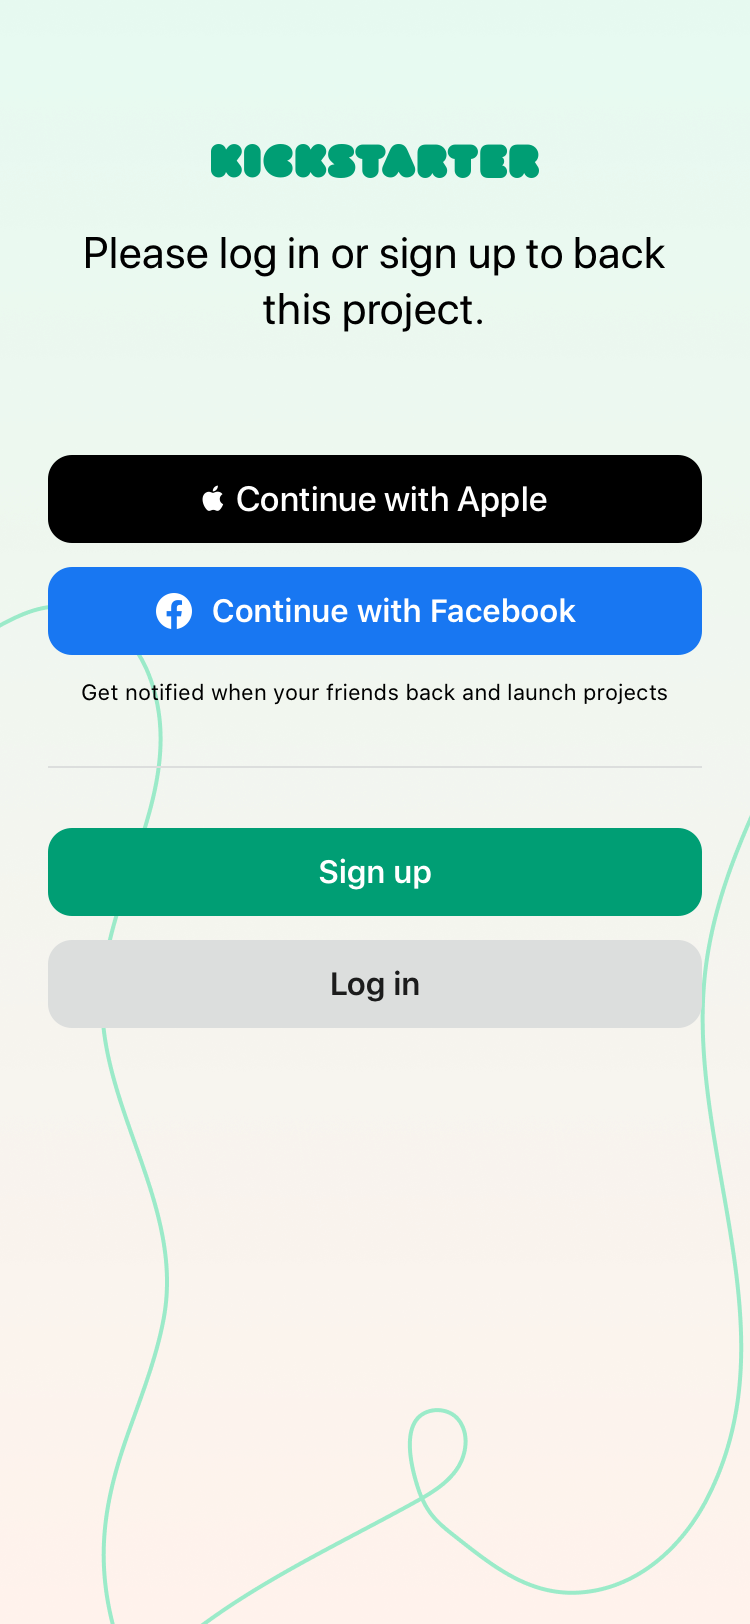 KICKSTARTER
Please log in or sign up to back
this project.
Continue with Apple
Continue with Facebook
Get notified when your friends back and launch projects
Sign up
Log in